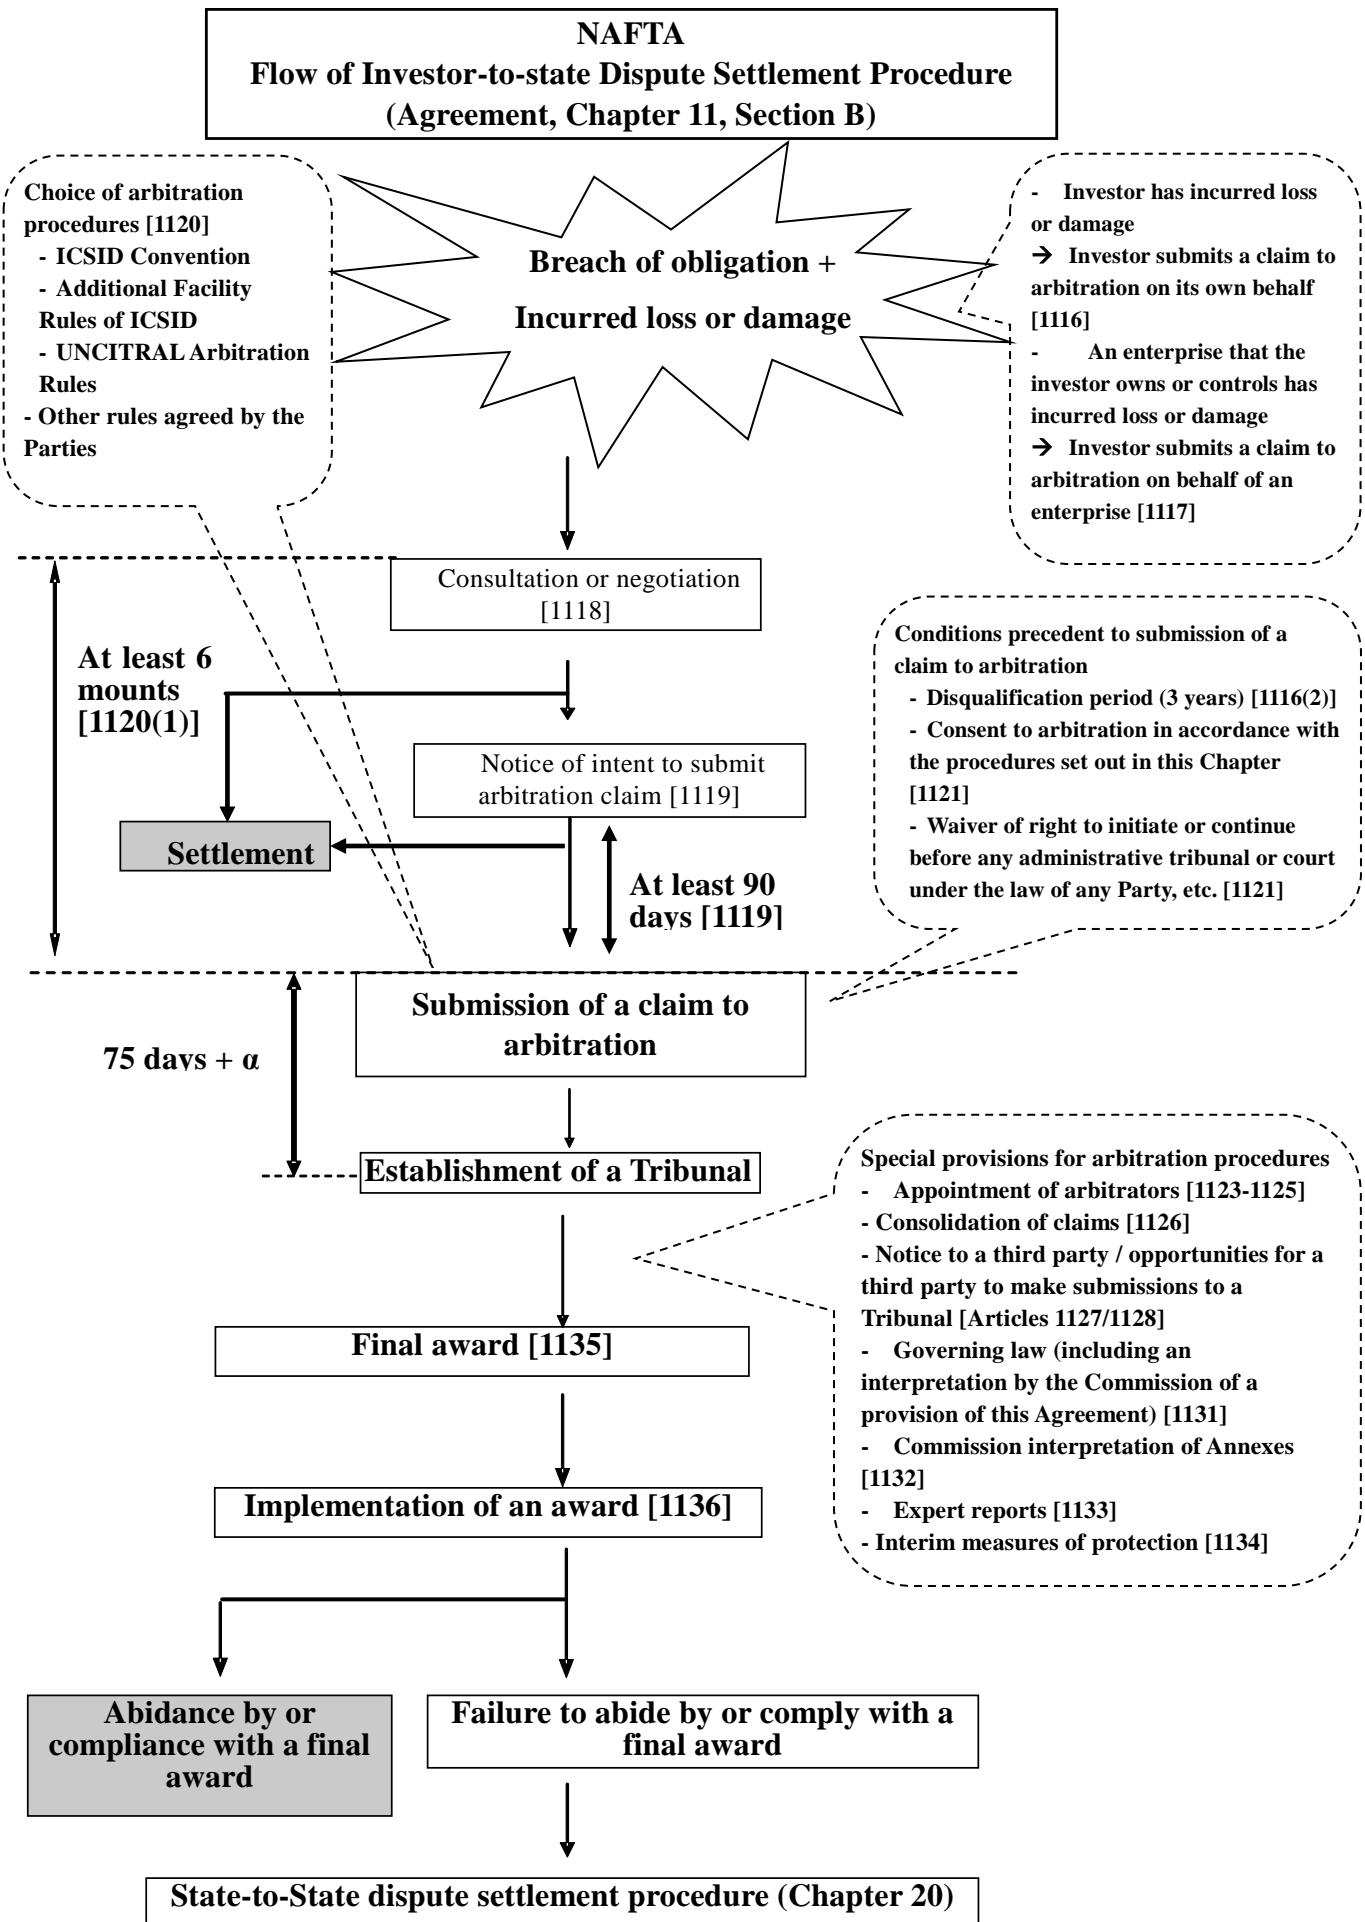 NAFTA
Flow of Investor-to-state Dispute Settlement Procedure
(Agreement, Chapter 11, Section B)
Choice of arbitration
procedures [1120]
- ICSID Convention
- Additional Facility
Rules of ICSID
- UNCITRAL Arbitration
Rules
- Other rules agreed by the
Parties
Breach of obligation +
Incurred loss or damage
- Investor has incurred loss
or damage
→ Investor submits a claim to
arbitration on its own behalf
[1116]
- An enterprise that the
investor owns or controls has
incurred loss or damage
→ Investor submits a claim to
arbitration on behalf of an
enterprise [1117]
Consultation or negotiation
[1118]
At least 6
mounts
[1120(1)]
Conditions precedent to submission of a
claim to arbitration
- Disqualification period (3 years) [1116(2)]
- Consent to arbitration in accordance with
the procedures set out in this Chapter
[1121]
- Waiver of right to initiate or continue
before any administrative tribunal or court
under the law of any Party, etc. [1121]
Notice of intent to submit
arbitration claim [1119]
Settlement
At least 90
days [1119]
Submission of a claim to
arbitration
75 days + α
Establishment of a Tribunal
Special provisions for arbitration procedures
- Appointment of arbitrators [1123-1125]
- Consolidation of claims [1126]
- Notice to a third party / opportunities for a
third party to make submissions to a
Tribunal [Articles 1127/1128]
- Governing law (including an
interpretation by the Commission of a
provision of this Agreement) [1131]
- Commission interpretation of Annexes
[1132]
- Expert reports [1133]
- Interim measures of protection [1134]
Final award [1135]
Implementation of an award [1136]
Abidance by or
compliance with a final
award
Failure to abide by or comply with a
final award
State-to-State dispute settlement procedure (Chapter 20)